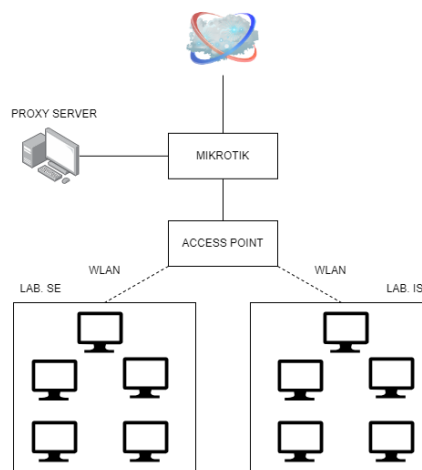 PROXY SERVER
MIKROTIK
ACCESS POINT
WLAN
WLAN
LAB. SE
LAB. IS